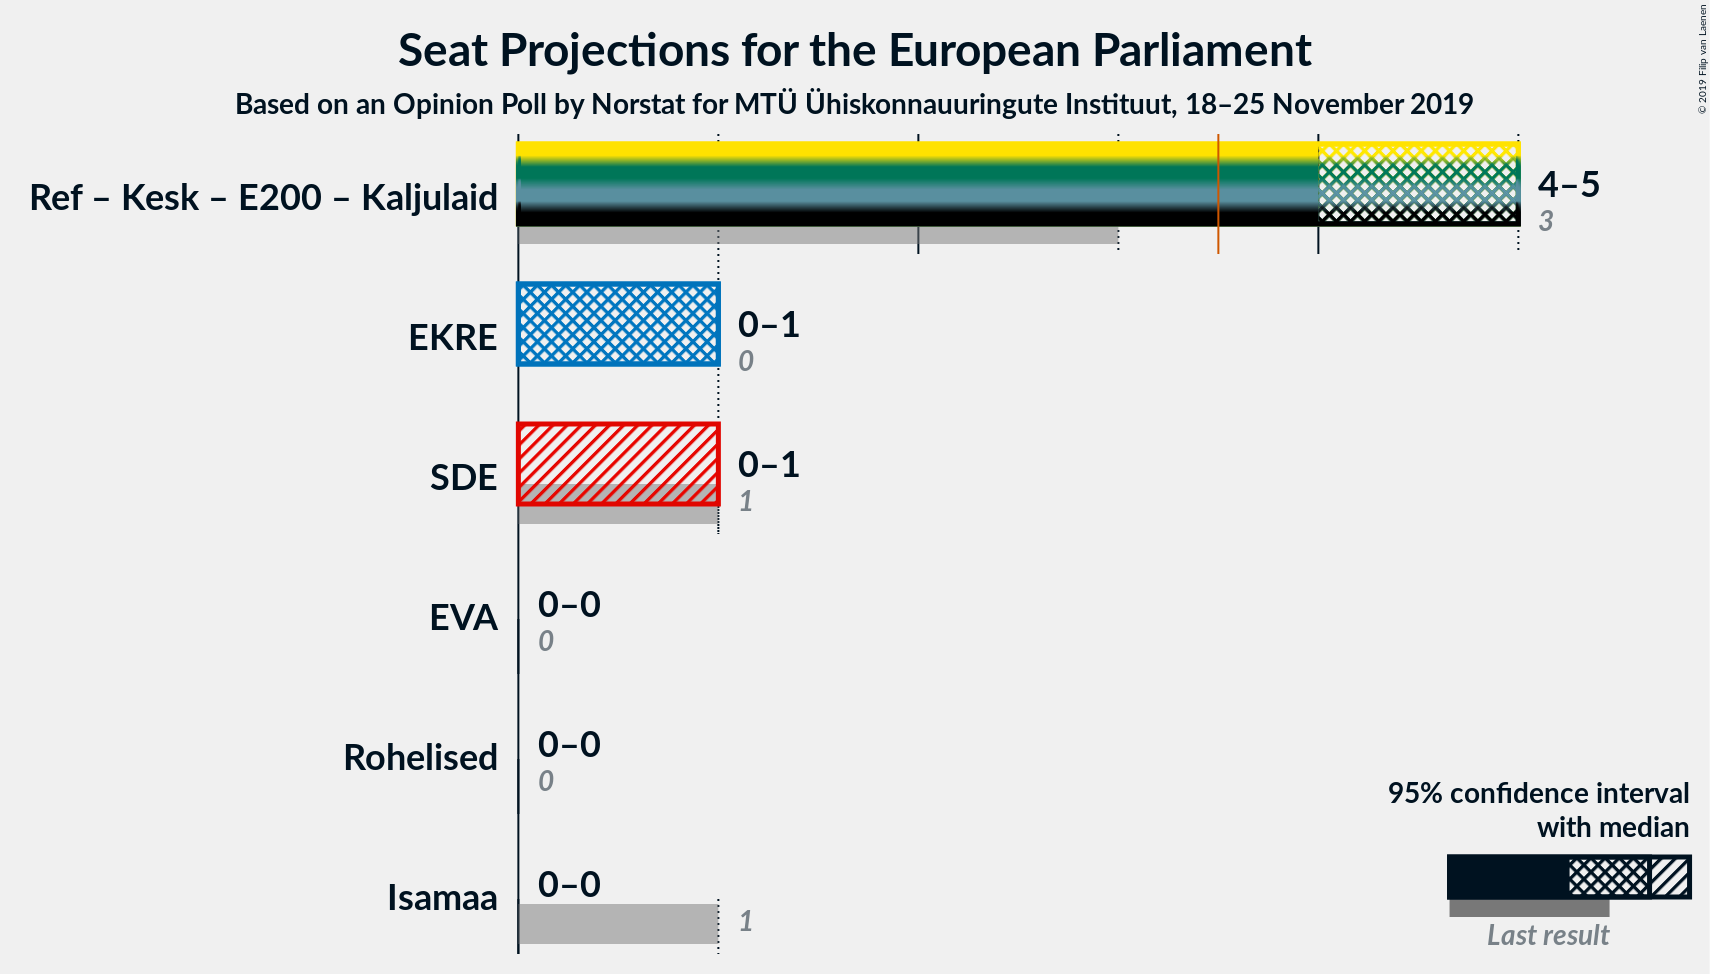 Seat Projections for the European Parliament
Based on an Opinion Poll by Norstat for MTÜ Ühiskonnauuringute Instituut, 18–25 November 2019
© 2019 Filip van Laenen
Ref – Kesk – E200 – Kaljulaid
4–5
3
EKRE
0–1
0
SDE
0–1
1
EVA
0–0
0
Rohelised
0–0
0
Isamaa
0–0
1
95% confidence interval
with median
Last result